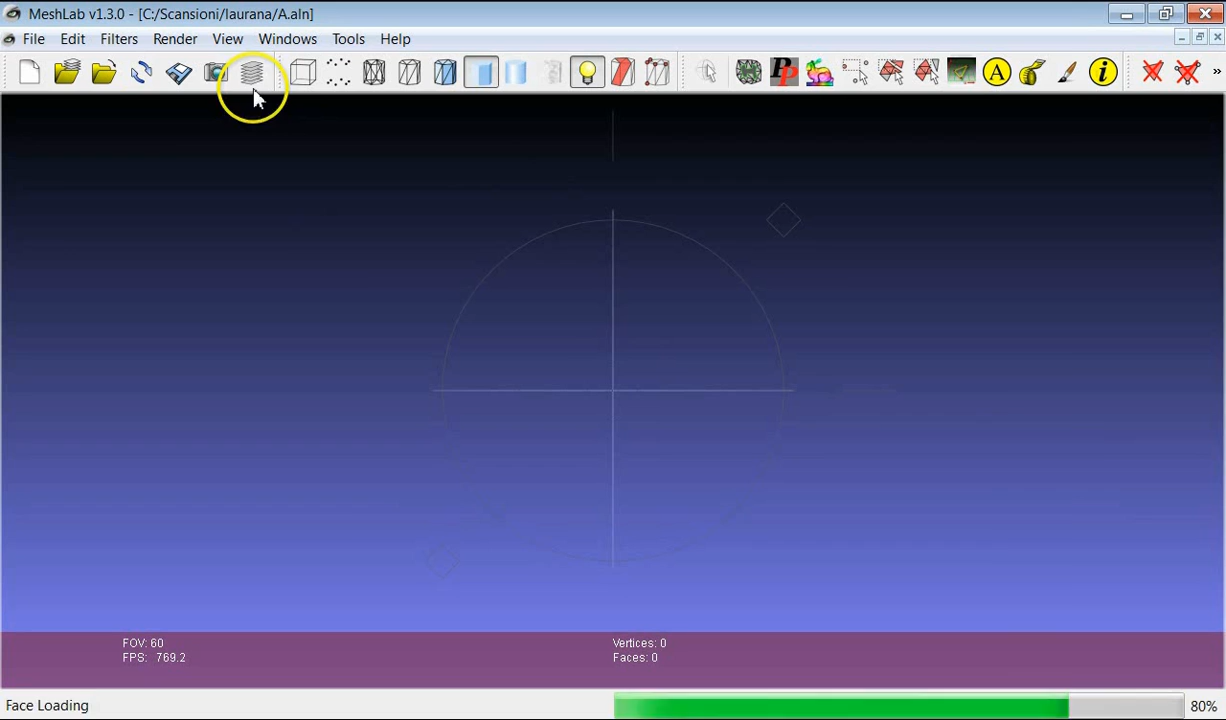 MeshLab v1.3.0 - [C:/Scansioni/laurana/A.aln]
File Edit Filters Render View Windows Tools Help
PP A i »
FOV: 60
FPS: 769.2
Vertices: 0
Faces: 0
Face Loading 80%